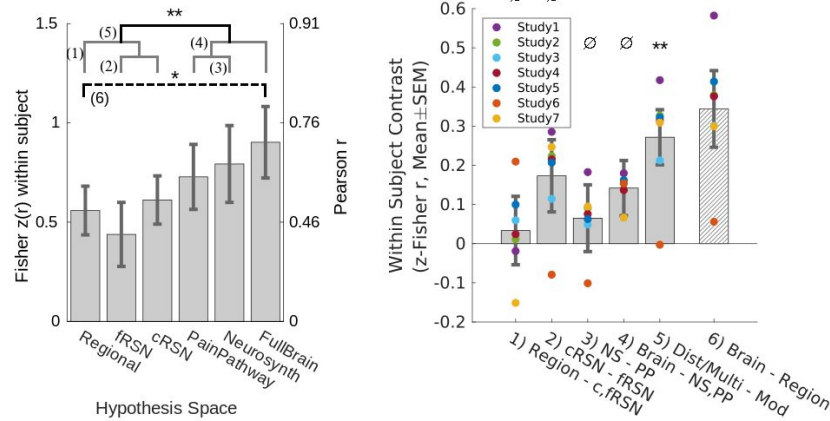 1.5
1
0.5
0
Fisher z(r) within subject
0.91
0.76
0.46
0
Pearson r
**
(5)
(1)
(4)
(2)
(3)
*
(6)
Regional
fRSN
cRSN
PainPathway
Neurosynth
FullBrain
Hypothesis Space
0.6
0.5
0.4
0.3
0.2
0.1
0
-0.1
-0.2
Within Subject Contrast
(z-Fisher r, Mean±SEM)
Study1
Study2
Study3
Study4
Study5
Study6
Study7
∅ ∅ **
1) Region - c,fRSN
2) cRSN - fRSN
3) NS - PP
4) Brain - NS,PP
5) Dist/Multi - Mod
6) Brain - Region